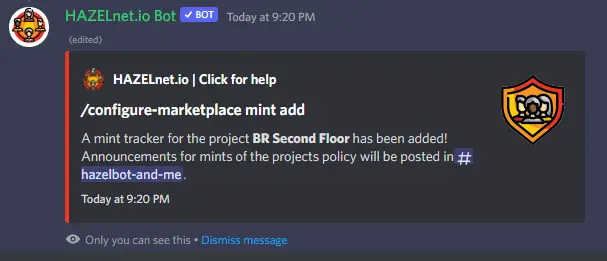 HAZELnet.io Bot ✓ BOT Today at 9:20 PM
(edited)
HAZELnet.io | Click for help
/configure-marketplace mint add
A mint tracker for the project BR Second Floor has been added!
Announcements for mints of the projects policy will be posted in #
hazelbot-and-me.
Today at 9:20 PM
Only you can see this • Dismiss message